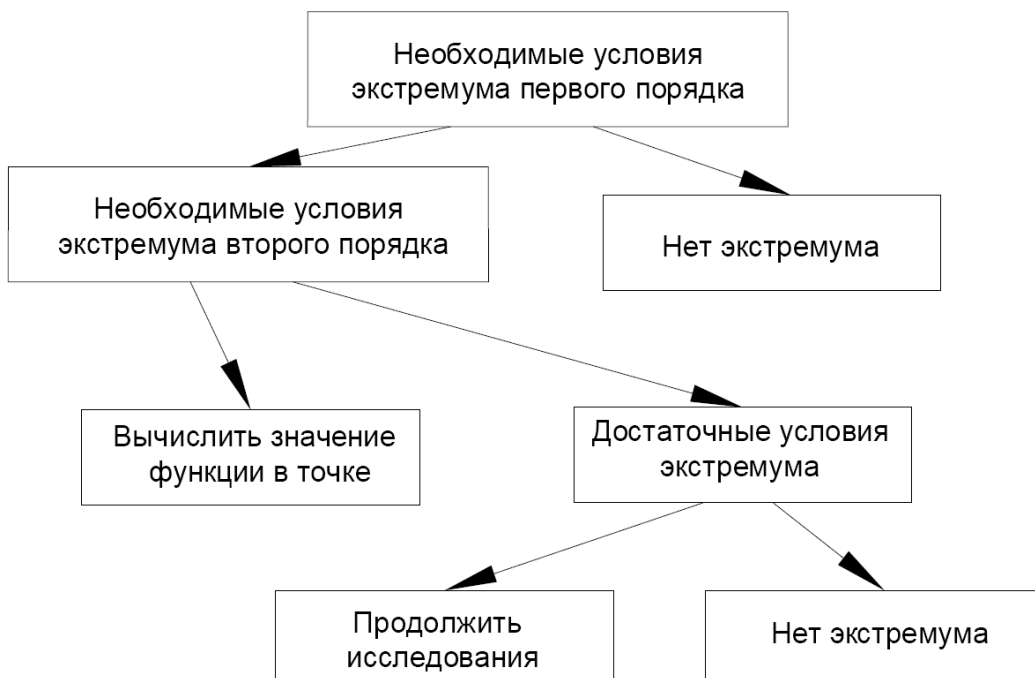 Необходимые условия
экстремума первого порядка
Необходимые условия
экстремума второго порядка
Нет экстремума
Вычислить значение
функции в точке
Достаточные условия
экстремума
Продолжить
исследования
Нет экстремума